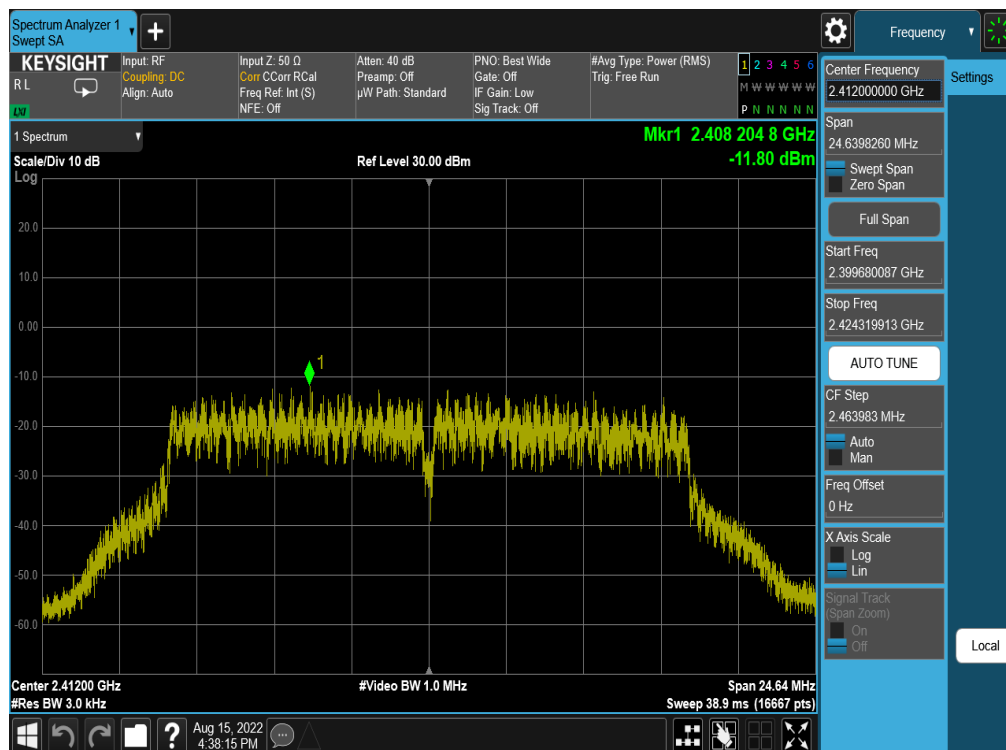 Spectrum Analyzer 1
Swept SA
Frequency
KEYSIGHT
R L
LXI
Input: RF
Coupling: DC
Align: Auto
Input Z: 50 Ω
Corr CCorr RCal
Freq Ref: Int (S)
NFE: Off
Atten: 40 dB
Preamp: Off
µW Path: Standard
PNO: Best Wide
Gate: Off
IF Gain: Low
Sig Track: Off
#Avg Type: Power (RMS)
Trig: Free Run
1 2 3 4 5 6
M W W W W W
P N N N N N
1 Spectrum
Scale/Div 10 dB
Log
Ref Level 30.00 dBm
Mkr1 2.408 204 8 GHz
-11.80 dBm
20.0
10.0
0.00
-10.0
-20.0
-30.0
-40.0
-50.0
-60.0
1
Center 2.41200 GHz
#Res BW 3.0 kHz
#Video BW 1.0 MHz
Span 24.64 MHz
Sweep 38.9 ms (16667 pts)
Center Frequency
2.412000000 GHz
Settings
Span
24.6398260 MHz
Swept Span
Zero Span
Full Span
Start Freq
2.399680087 GHz
Stop Freq
2.424319913 GHz
AUTO TUNE
CF Step
2.463983 MHz
Auto
Man
Freq Offset
0 Hz
X Axis Scale
Log
Lin
Signal Track
(Span Zoom)
On
Off
Local
?
Aug 15, 2022
4:38:15 PM